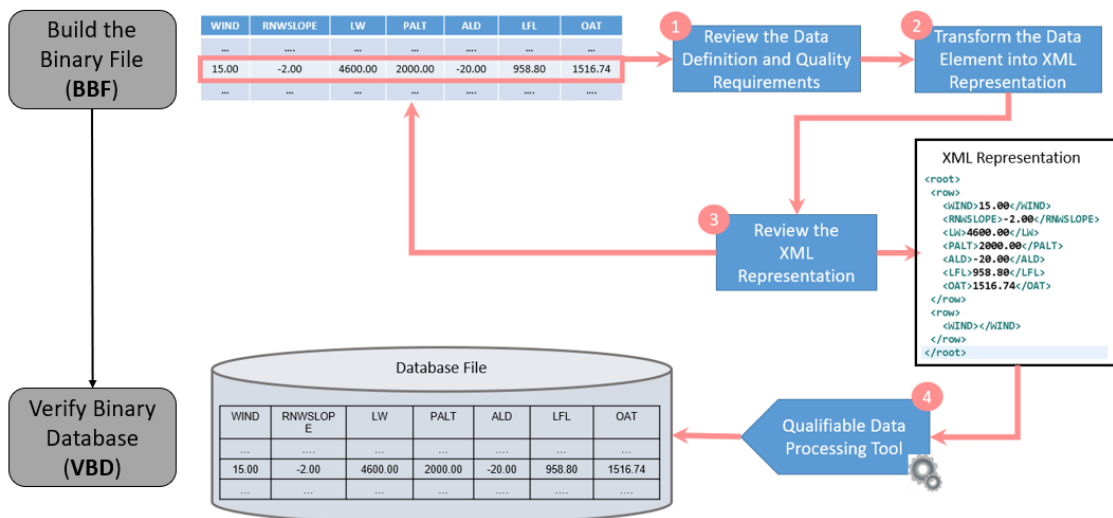 Build the
Binary File
(BBF)
WIND RNWSLOPE LW PALT ALD LFL OAT
... .... ... ... .... ... ...
15.00 -2.00 4600.00 2000.00 -20.00 958.80 1516.74
... ... .... ... .... ... ....
1
Review the Data
Definition and Quality
Requirements
2
Transform the Data
Element into XML
Representation
3
Review the
XML
Representation
XML Representation
<root>
<row>
<WIND>15.00</WIND>
<RNWSLOPE>-2.00</RNWSLOPE>
<LW>4600.00</LW>
<PALT>2000.00</PALT>
<ALD>-20.00</ALD>
<LFL>958.80</LFL>
<OAT>1516.74</OAT>
</row>
<row>
<WIND></WIND>
</row>
</root>
Verify Binary
Database
(VBD)
Database File
WIND RNWSLOP LW PALT ALD LFL OAT
E
... .... ... ... .... ... ...
15.00 -2.00 4600.00 2000.00 -20.00 958.80 1516.74
... ... .... ... .... ... ....
4
Qualifiable Data
Processing Tool